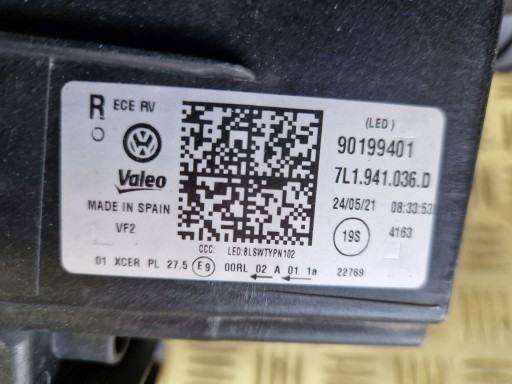 R ECE RV
(LED)
90199401
7L1.941.036.D
Valeo
MADE IN SPAIN
24/05/21 08:33:53
VF2
19S 4163
CCC: LED:8LSWTYPN102
01 XCER PL 27.5 E9 00RL 02 A 01 1a 22769